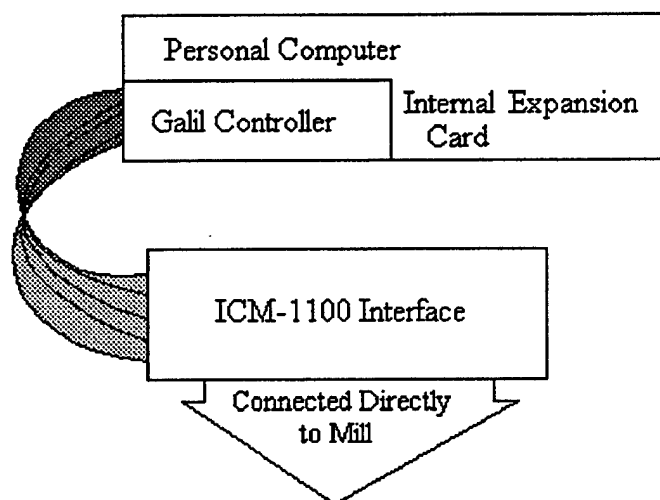 Personal Computer
Galil Controller
Internal Expansion
Card
ICM-1100 Interface
Connected Directly
to Mill